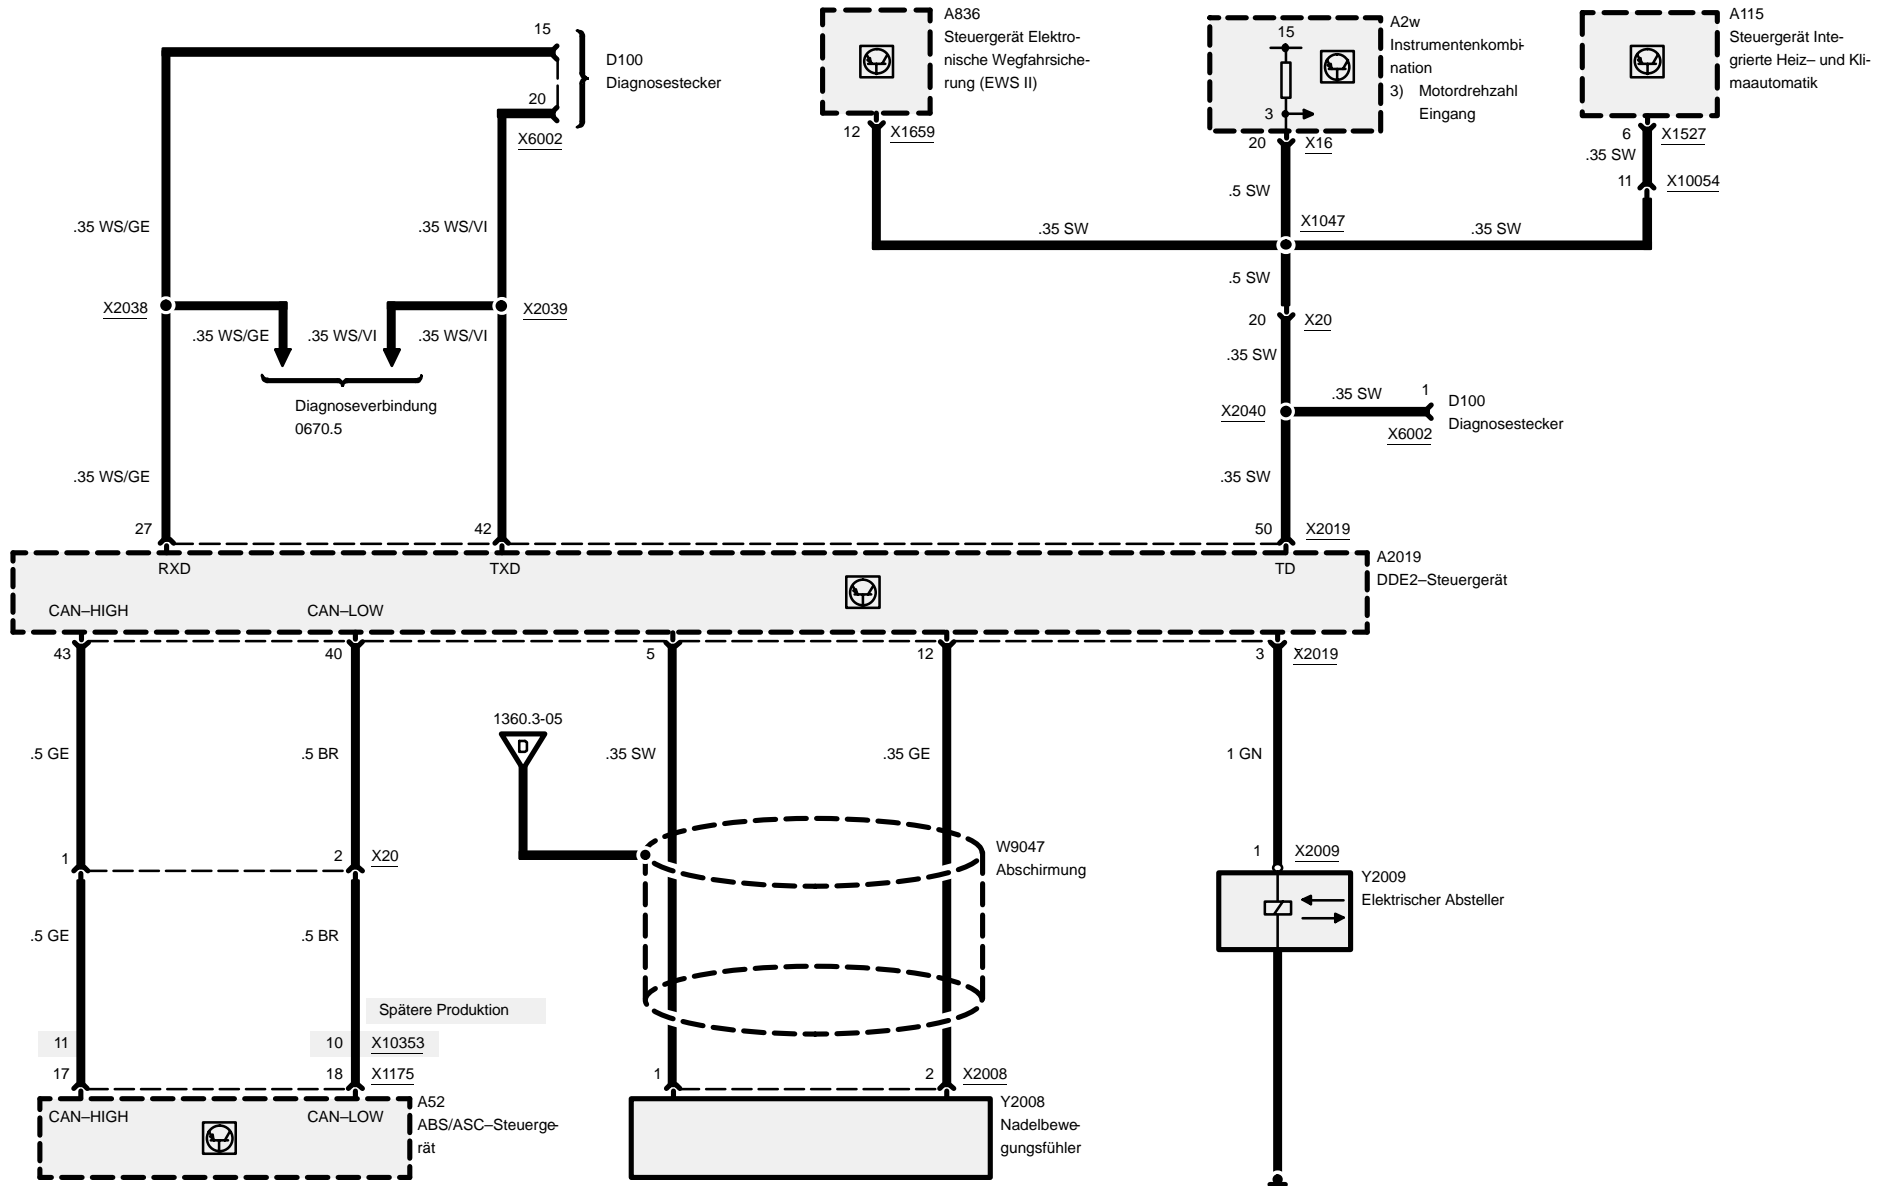 15
D100
Diagnosestecker
20
X6002
A836
Steuergerät Elektro-
nische Wegfahrsiche-
rung (EWS II)
12 X1659
A2w
Instrumentenkombi-
nation
3) Motordrehzahl
Eingang
15
3
20 X16
A115
Steuergerät Inte-
grierte Heiz– und Kli-
maautomatik
6 X1527
.35 SW
11 X10054
.5 SW
X1047
.35 SW
.35 SW
.5 SW
20 X20
.35 SW
.35 WS/GE
.35 WS/VI
X2038
X2039
.35 WS/GE
.35 WS/VI
.35 WS/VI
Diagnoseverbindung
0670.5
.35 SW
1
D100
Diagnosestecker
X2040
X6002
.35 WS/GE
.35 SW
27
42
50 X2019
RXD
TXD
TD
A2019
DDE2–Steuergerät
CAN–HIGH
CAN–LOW
43
40
5
12
3 X2019
1360.3-05
D
.5 GE
.5 BR
.35 SW
.35 GE
1 GN
1
2 X20
W9047
Abschirmung
1 X2009
Y2009
Elektrischer Absteller
.5 GE
.5 BR
Spätere Produktion
11
10 X10353
17
18 X1175
1
2 X2008
CAN–HIGH
CAN–LOW
A52
ABS/ASC–Steuerge-
rät
Y2008
Nadelbewe-
gungsfühler